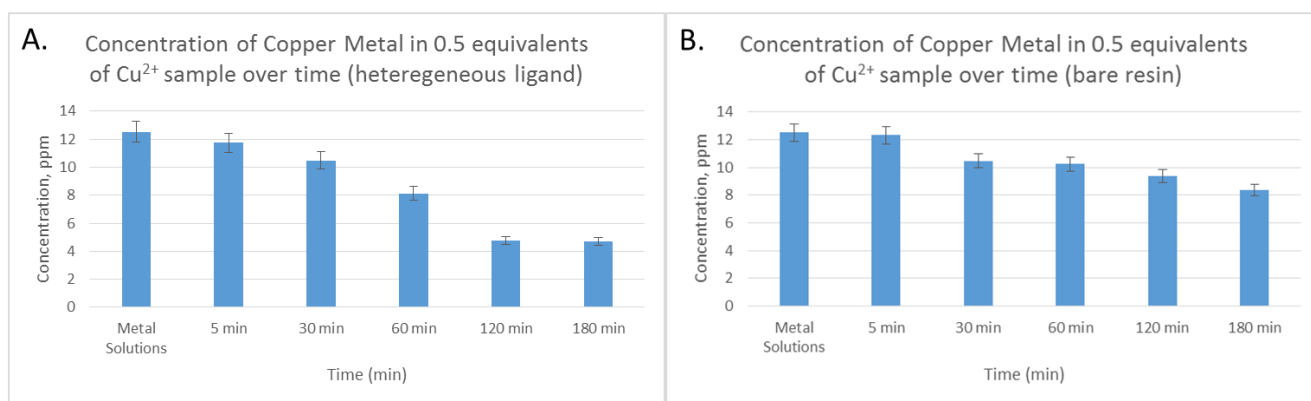 A.
Concentration of Copper Metal in 0.5 equivalents
of Cu²⁺ sample over time (heteregeneous ligand)
Concentration, ppm
14
12
10
8
6
4
2
0
Metal
Solutions
5 min
30 min
60 min
120 min
180 min
Time (min)
B.
Concentration of Copper Metal in 0.5 equivalents
of Cu²⁺ sample over time (bare resin)
Concentration, ppm
14
12
10
8
6
4
2
0
Metal
Solutions
5 min
30 min
60 min
120 min
180 min
Time (min)